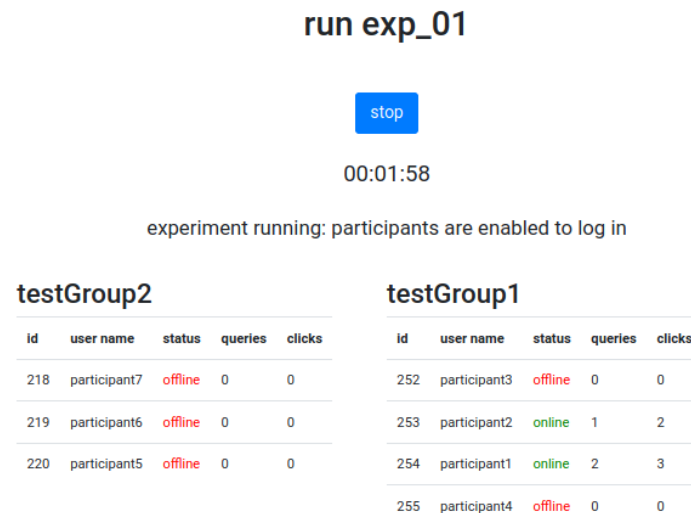 run exp_01
stop
00:01:58
experiment running: participants are enabled to log in
testGroup2
id user name status queries clicks
218 participant7 offline 0 0
219 participant6 offline 0 0
220 participant5 offline 0 0
testGroup1
id user name status queries clicks
252 participant3 offline 0 0
253 participant2 online 1 2
254 participant1 online 2 3
255 participant4 offline 0 0